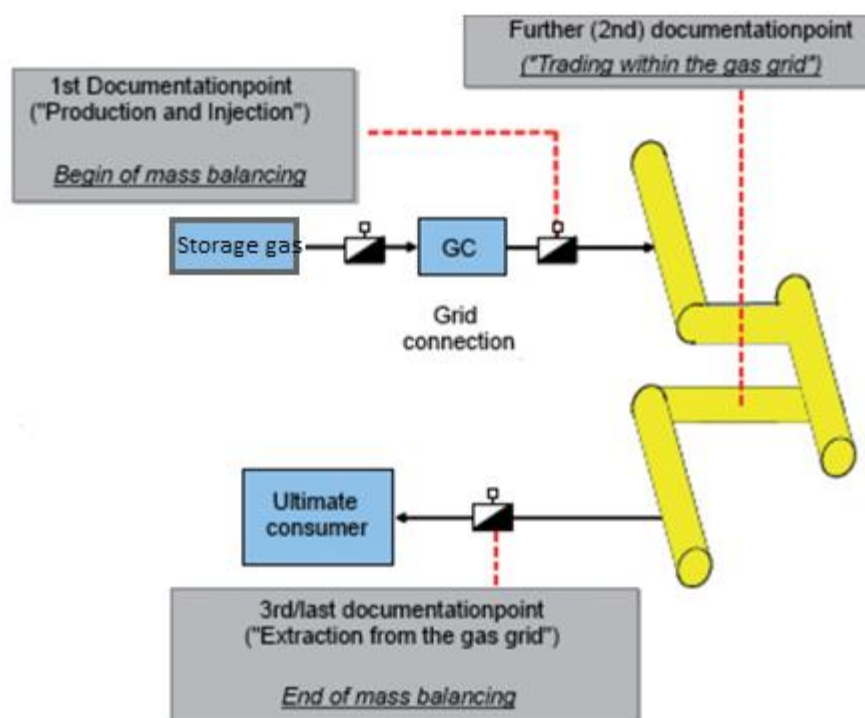 Further (2nd) documentationpoint
("Trading within the gas grid")
1st Documentationpoint
("Production and Injection")
Begin of mass balancing
Storage gas
GC
Grid
connection
Ultimate
consumer
3rd/last documentationpoint
("Extraction from the gas grid")
End of mass balancing